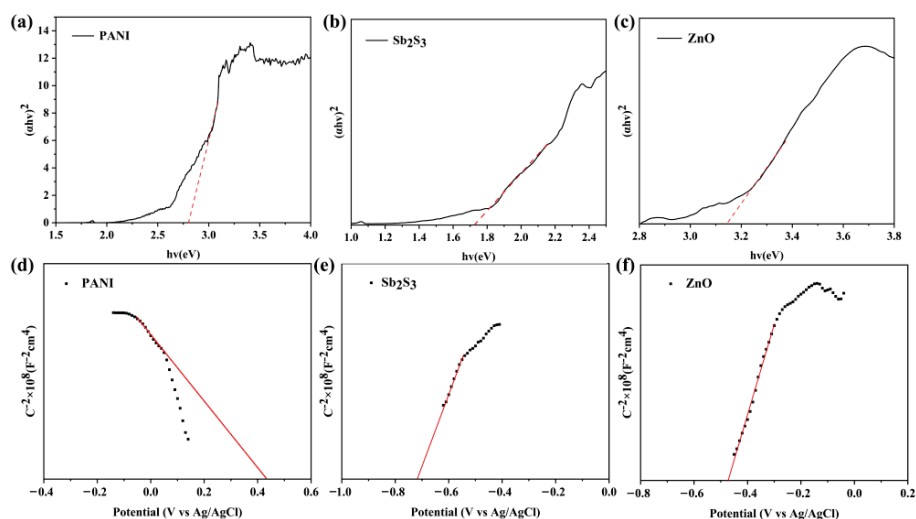 (a)
PANI
14
12
10
8
6
4
2
0
(αhv)²
1.5 2.0 2.5 3.0 3.5 4.0
hv(eV)
(b)
Sb₂S₃
(αhv)²
1.0 1.2 1.4 1.6 1.8 2.0 2.2 2.4
hv(eV)
(c)
ZnO
(αhv)²
2.8 3.0 3.2 3.4 3.6 3.8
hv(eV)
(d)
PANI
C⁻²×10⁸(F⁻²cm⁴)
−0.4 −0.2 0.0 0.2 0.4 0.6
Potential (V vs Ag/AgCl)
(e)
Sb₂S₃
C⁻²×10⁸(F⁻²cm⁴)
−1.0 −0.8 −0.6 −0.4 −0.2 0.0
Potential (V vs Ag/AgCl)
(f)
ZnO
C⁻²×10⁸(F⁻²cm⁴)
−0.8 −0.6 −0.4 −0.2 0.0 0.2
Potential (V vs Ag/AgCl)